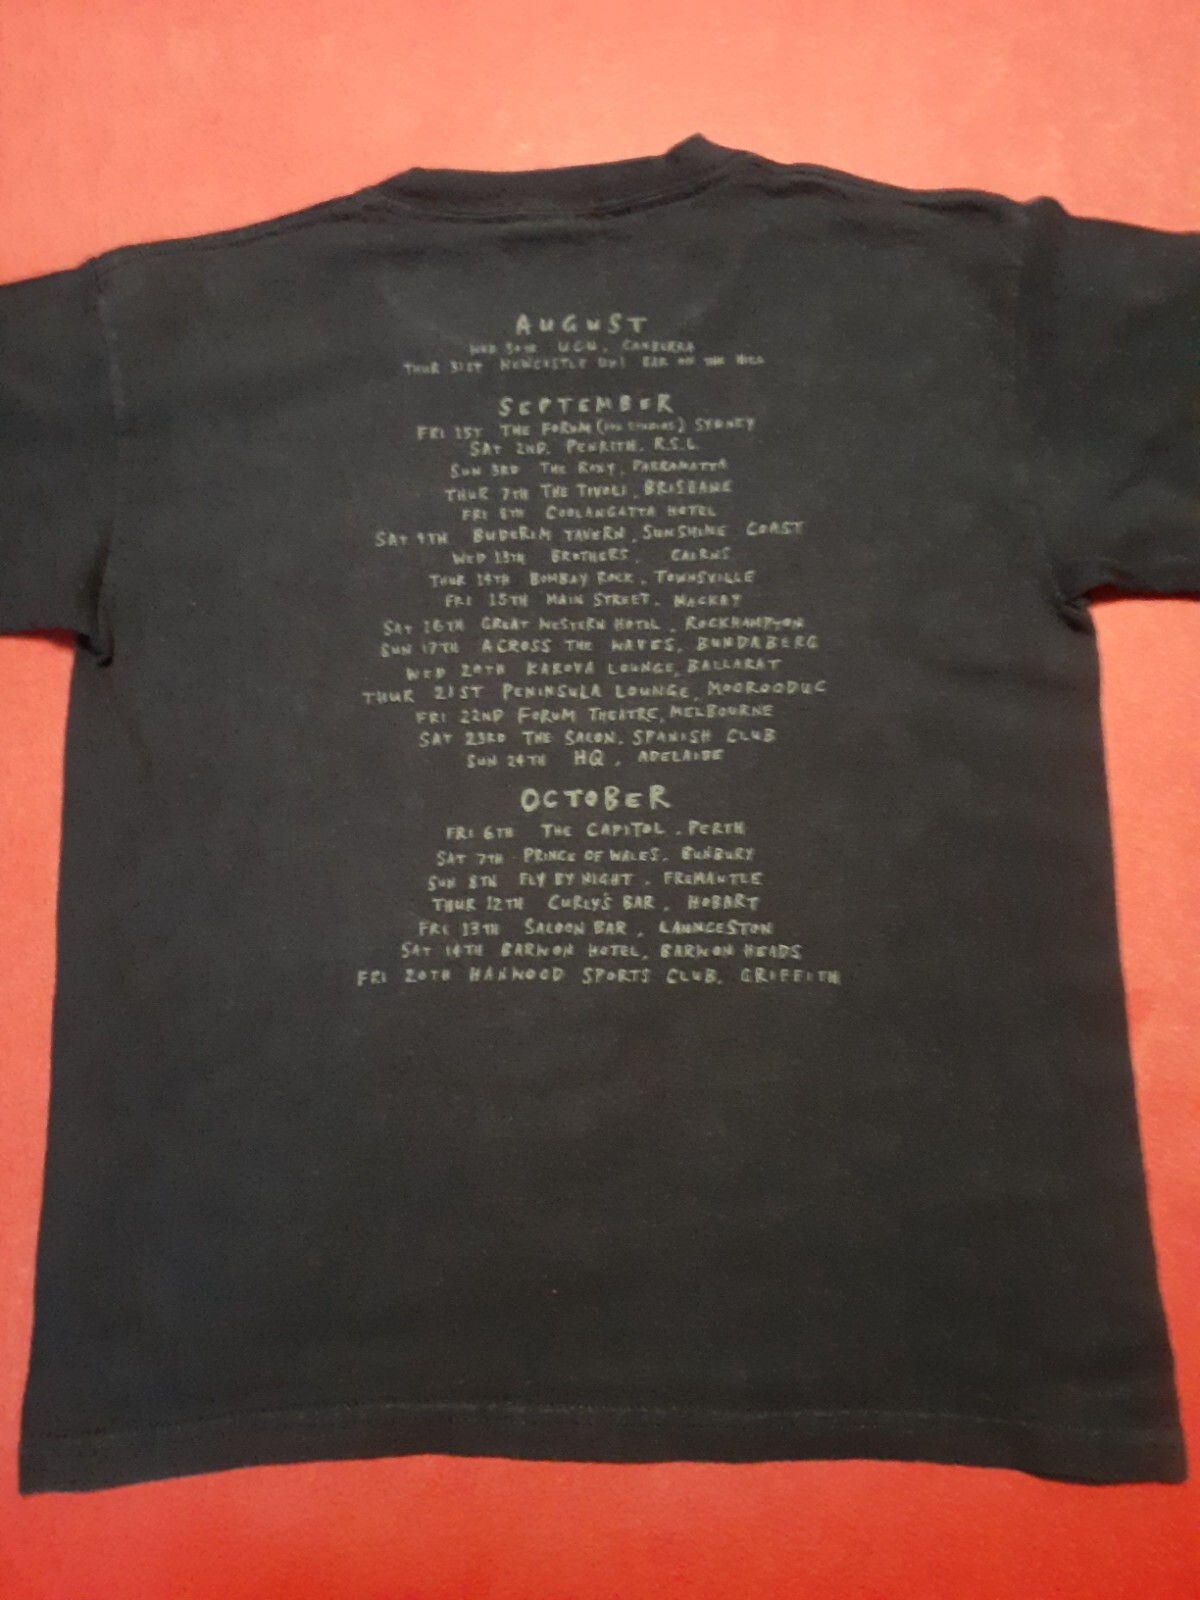 AUGUST
WED 30TH UCU, CANBERRA
THUR 31ST NEWCASTLE UNI BAR ON THE HILL
SEPTEMBER
FRI 1ST THE FORUM (FOX STUDIOS) SYDNEY
SAT 2ND, PENRITH, R.S.L
SUN 3RD THE ROXY, PARRAMATTA
THUR 7TH THE TIVOLI, BRISBANE
FRI 8TH COOLANGATTA HOTEL
SAT 9TH BUDERIM TAVERN, SUNSHINE COAST
WED 13TH BROTHERS, CAIRNS
THUR 14TH BOMBAY ROCK, TOWNSVILLE
FRI 15TH MAIN STREET, MACKAY
SAT 16TH GREAT WESTERN HOTEL, ROCKHAMPTON
SUN 17TH ACROSS THE WAVES, BUNDABERG
WED 20TH KAROVA LOUNGE, BALLARAT
THUR 21ST PENINSULA LOUNGE, MOOROODUC
FRI 22ND FORUM THEATRE, MELBOURNE
SAT 23RD THE SALON, SPANISH CLUB
SUN 24TH HQ, ADELAIDE
OCTOBER
FRI 6TH THE CAPITOL, PERTH
SAT 7TH PRINCE OF WALES, BUNBURY
SUN 8TH FLY BY NIGHT, FREMANTLE
THUR 12TH CURLY'S BAR, HOBART
FRI 13TH SALOON BAR, LAUNCESTON
SAT 14TH BARWON HOTEL, BARWON HEADS
FRI 20TH HANWOOD SPORTS CLUB, GRIFFITH